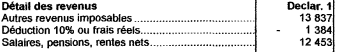 Détail des revenus Déclar. 1
Autres revenus imposables................................ 13 837
Déduction 10% ou frais réels............................ - 1 384
Salaires, pensions, rentes nets......................... 12 453